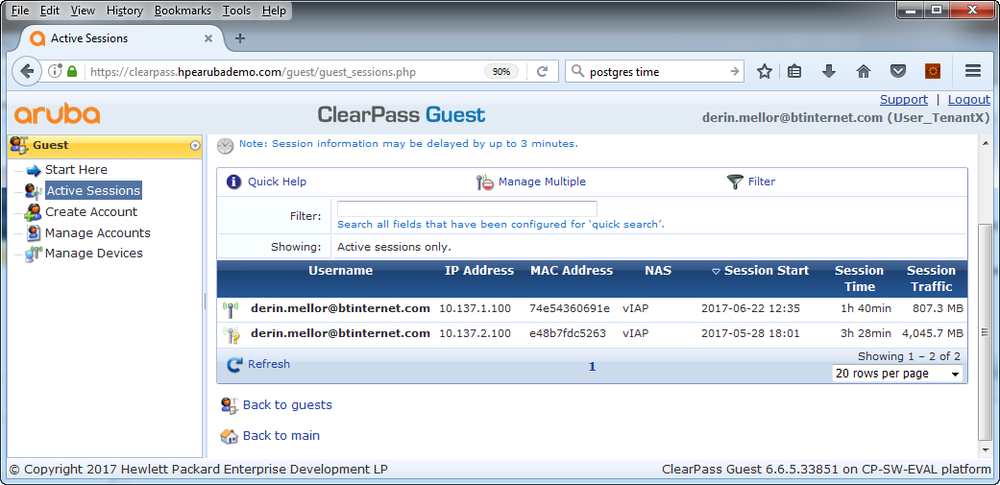 File Edit View History Bookmarks Tools Help
Active Sessions
https://clearpass.hpearubademo.com/guest/guest_sessions.php 90% postgres time
Support | Logout
aruba ClearPass Guest
derin.mellor@btinternet.com (User_TenantX)
Guest
Start Here
Active Sessions
Create Account
Manage Accounts
Manage Devices
Note: Session information may be delayed by up to 3 minutes.
Quick Help Manage Multiple Filter
Filter:
Search all fields that have been configured for ‘quick search’.
Showing: Active sessions only.
Username IP Address MAC Address NAS Session Start Session Time Session Traffic
derin.mellor@btinternet.com 10.137.1.100 74e54360691e vIAP 2017-06-22 12:35 1h 40min 807.3 MB
derin.mellor@btinternet.com 10.137.2.100 e48b7fdc5263 vIAP 2017-05-28 18:01 3h 28min 4,045.7 MB
Refresh 1 Showing 1 – 2 of 2
20 rows per page
Back to guests
Back to main
© Copyright 2017 Hewlett Packard Enterprise Development LP ClearPass Guest 6.6.5.33851 on CP-SW-EVAL platform